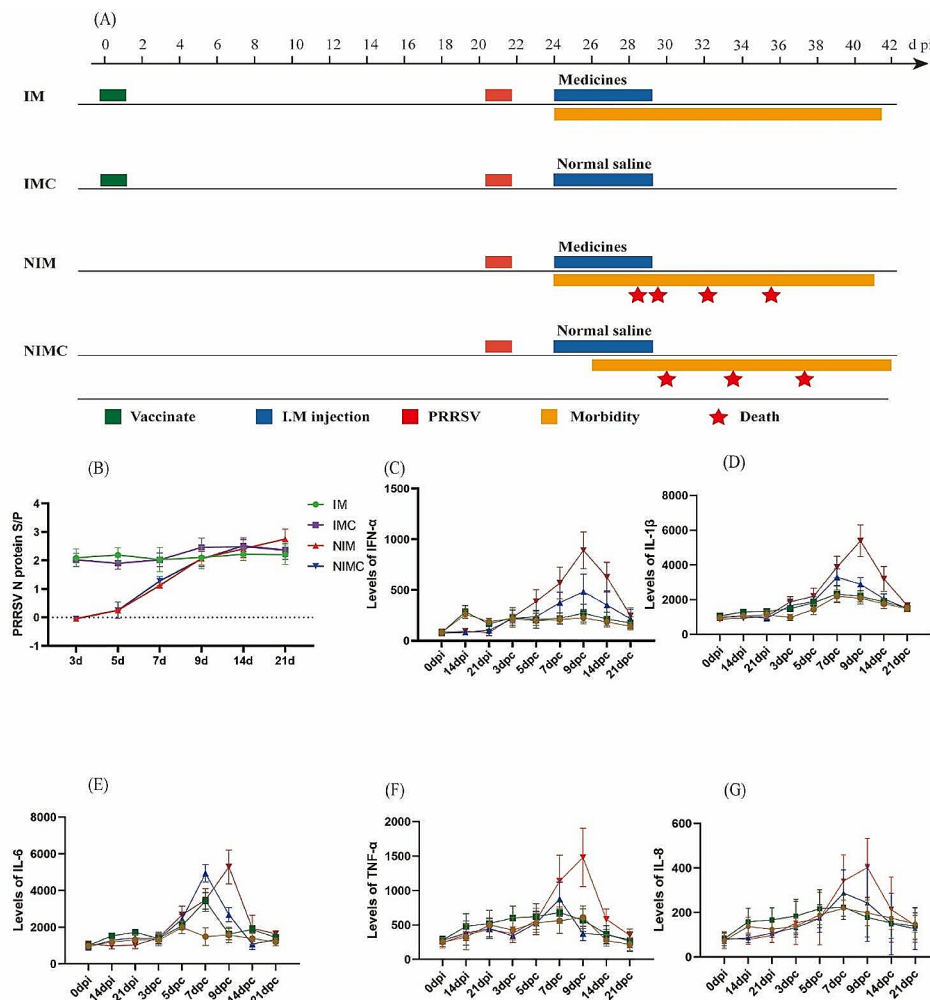 (A)
0 2 4 6 8 10 12 14 16 18 20 22 24 26 28 30 32 34 36 38 40 42 d p
IM Medicines
IMC Normal saline
NIM Medicines
NIMC Normal saline
Vaccinate I.M injection PRRSV Morbidity Death
(B)
PRRSV N protein S/P
4
3
2
1
0
-1
3d 5d 7d 9d 14d 21d
IM
IMC
NIM
NIMC
(C)
Levels of IFN-α
1500
1000
500
0
0dpi 14dpi 21dpi 3dpc 5dpc 7dpc 9dpc 14dpc 21dpc
(D)
Levels of IL-1β
8000
6000
4000
2000
0
0dpi 14dpi 21dpi 3dpc 5dpc 7dpc 9dpc 14dpc 21dpc
(E)
Levels of IL-6
8000
6000
4000
2000
0
0dpi 14dpi 21dpi 3dpc 5dpc 7dpc 9dpc 14dpc 21dpc
(F)
Levels of TNF-α
2000
1500
1000
500
0
0dpi 14dpi 21dpi 3dpc 5dpc 7dpc 9dpc 14dpc 21dpc
(G)
Levels of IL-8
600
400
200
0
0dpi 14dpi 21dpi 3dpc 5dpc 7dpc 9dpc 14dpc 21dpc